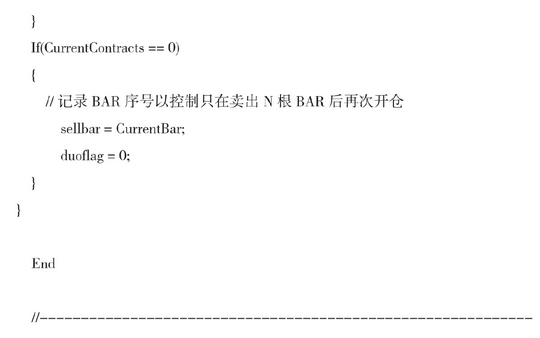 }
If(CurrentContracts == 0)
{
// 记录 BAR 序号以控制只在卖出 N 根 BAR 后再次开仓
sellbar = CurrentBar;
duoflag = 0;
}
}
End
//------------------------------------------------------------